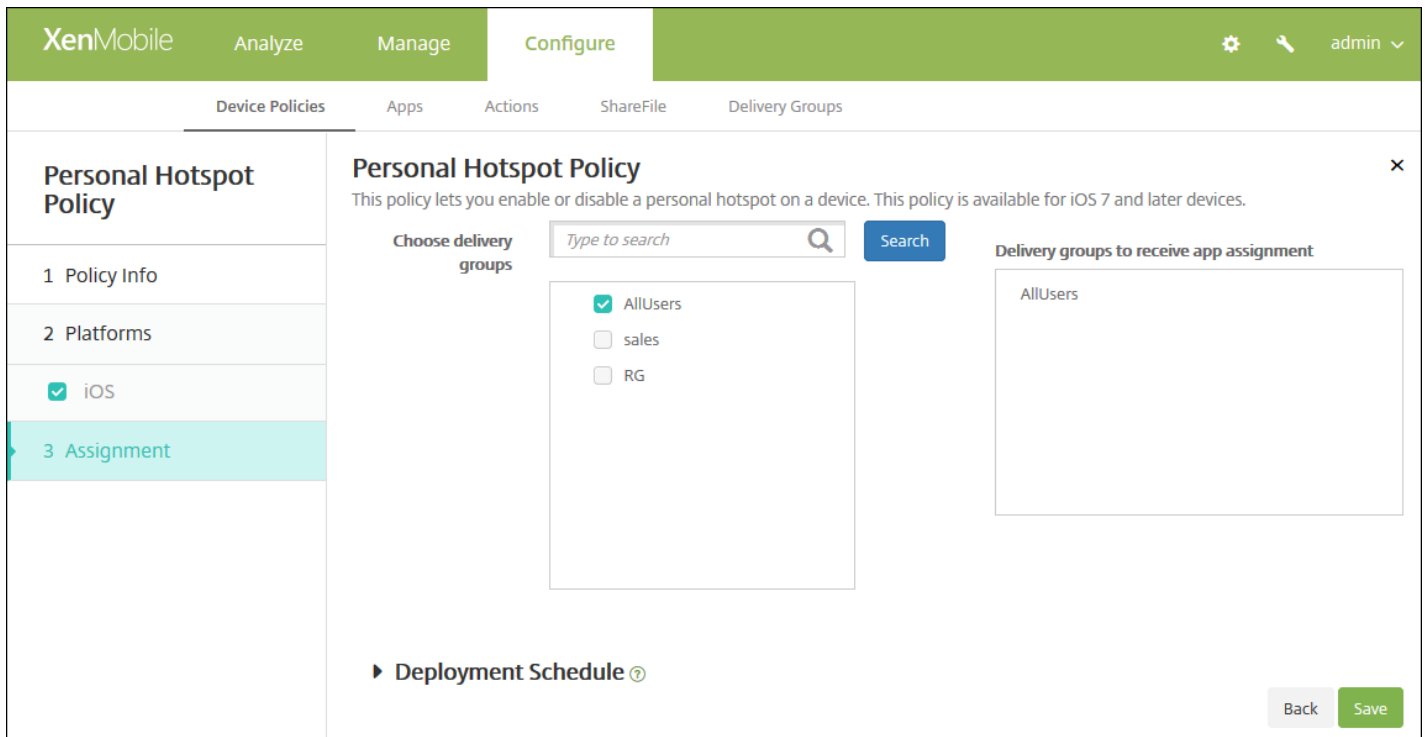 XenMobile Analyze Manage Configure admin
Device Policies Apps Actions ShareFile Delivery Groups
Personal Hotspot
Policy
1 Policy Info
2 Platforms
iOS
3 Assignment
Personal Hotspot Policy
This policy lets you enable or disable a personal hotspot on a device. This policy is available for iOS 7 and later devices.
Choose delivery
groups
Type to search
Search
AllUsers
sales
RG
Delivery groups to receive app assignment
AllUsers
Deployment Schedule ?
Back Save